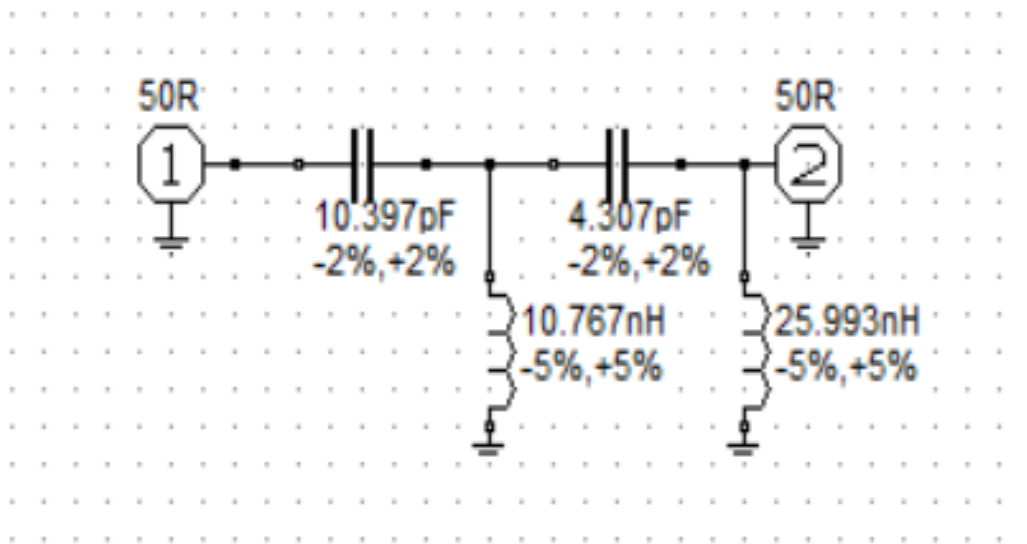 50R
50R
1
2
10.397pF
-2%,+2%
4.307pF
-2%,+2%
10.767nH
-5%,+5%
25.993nH
-5%,+5%